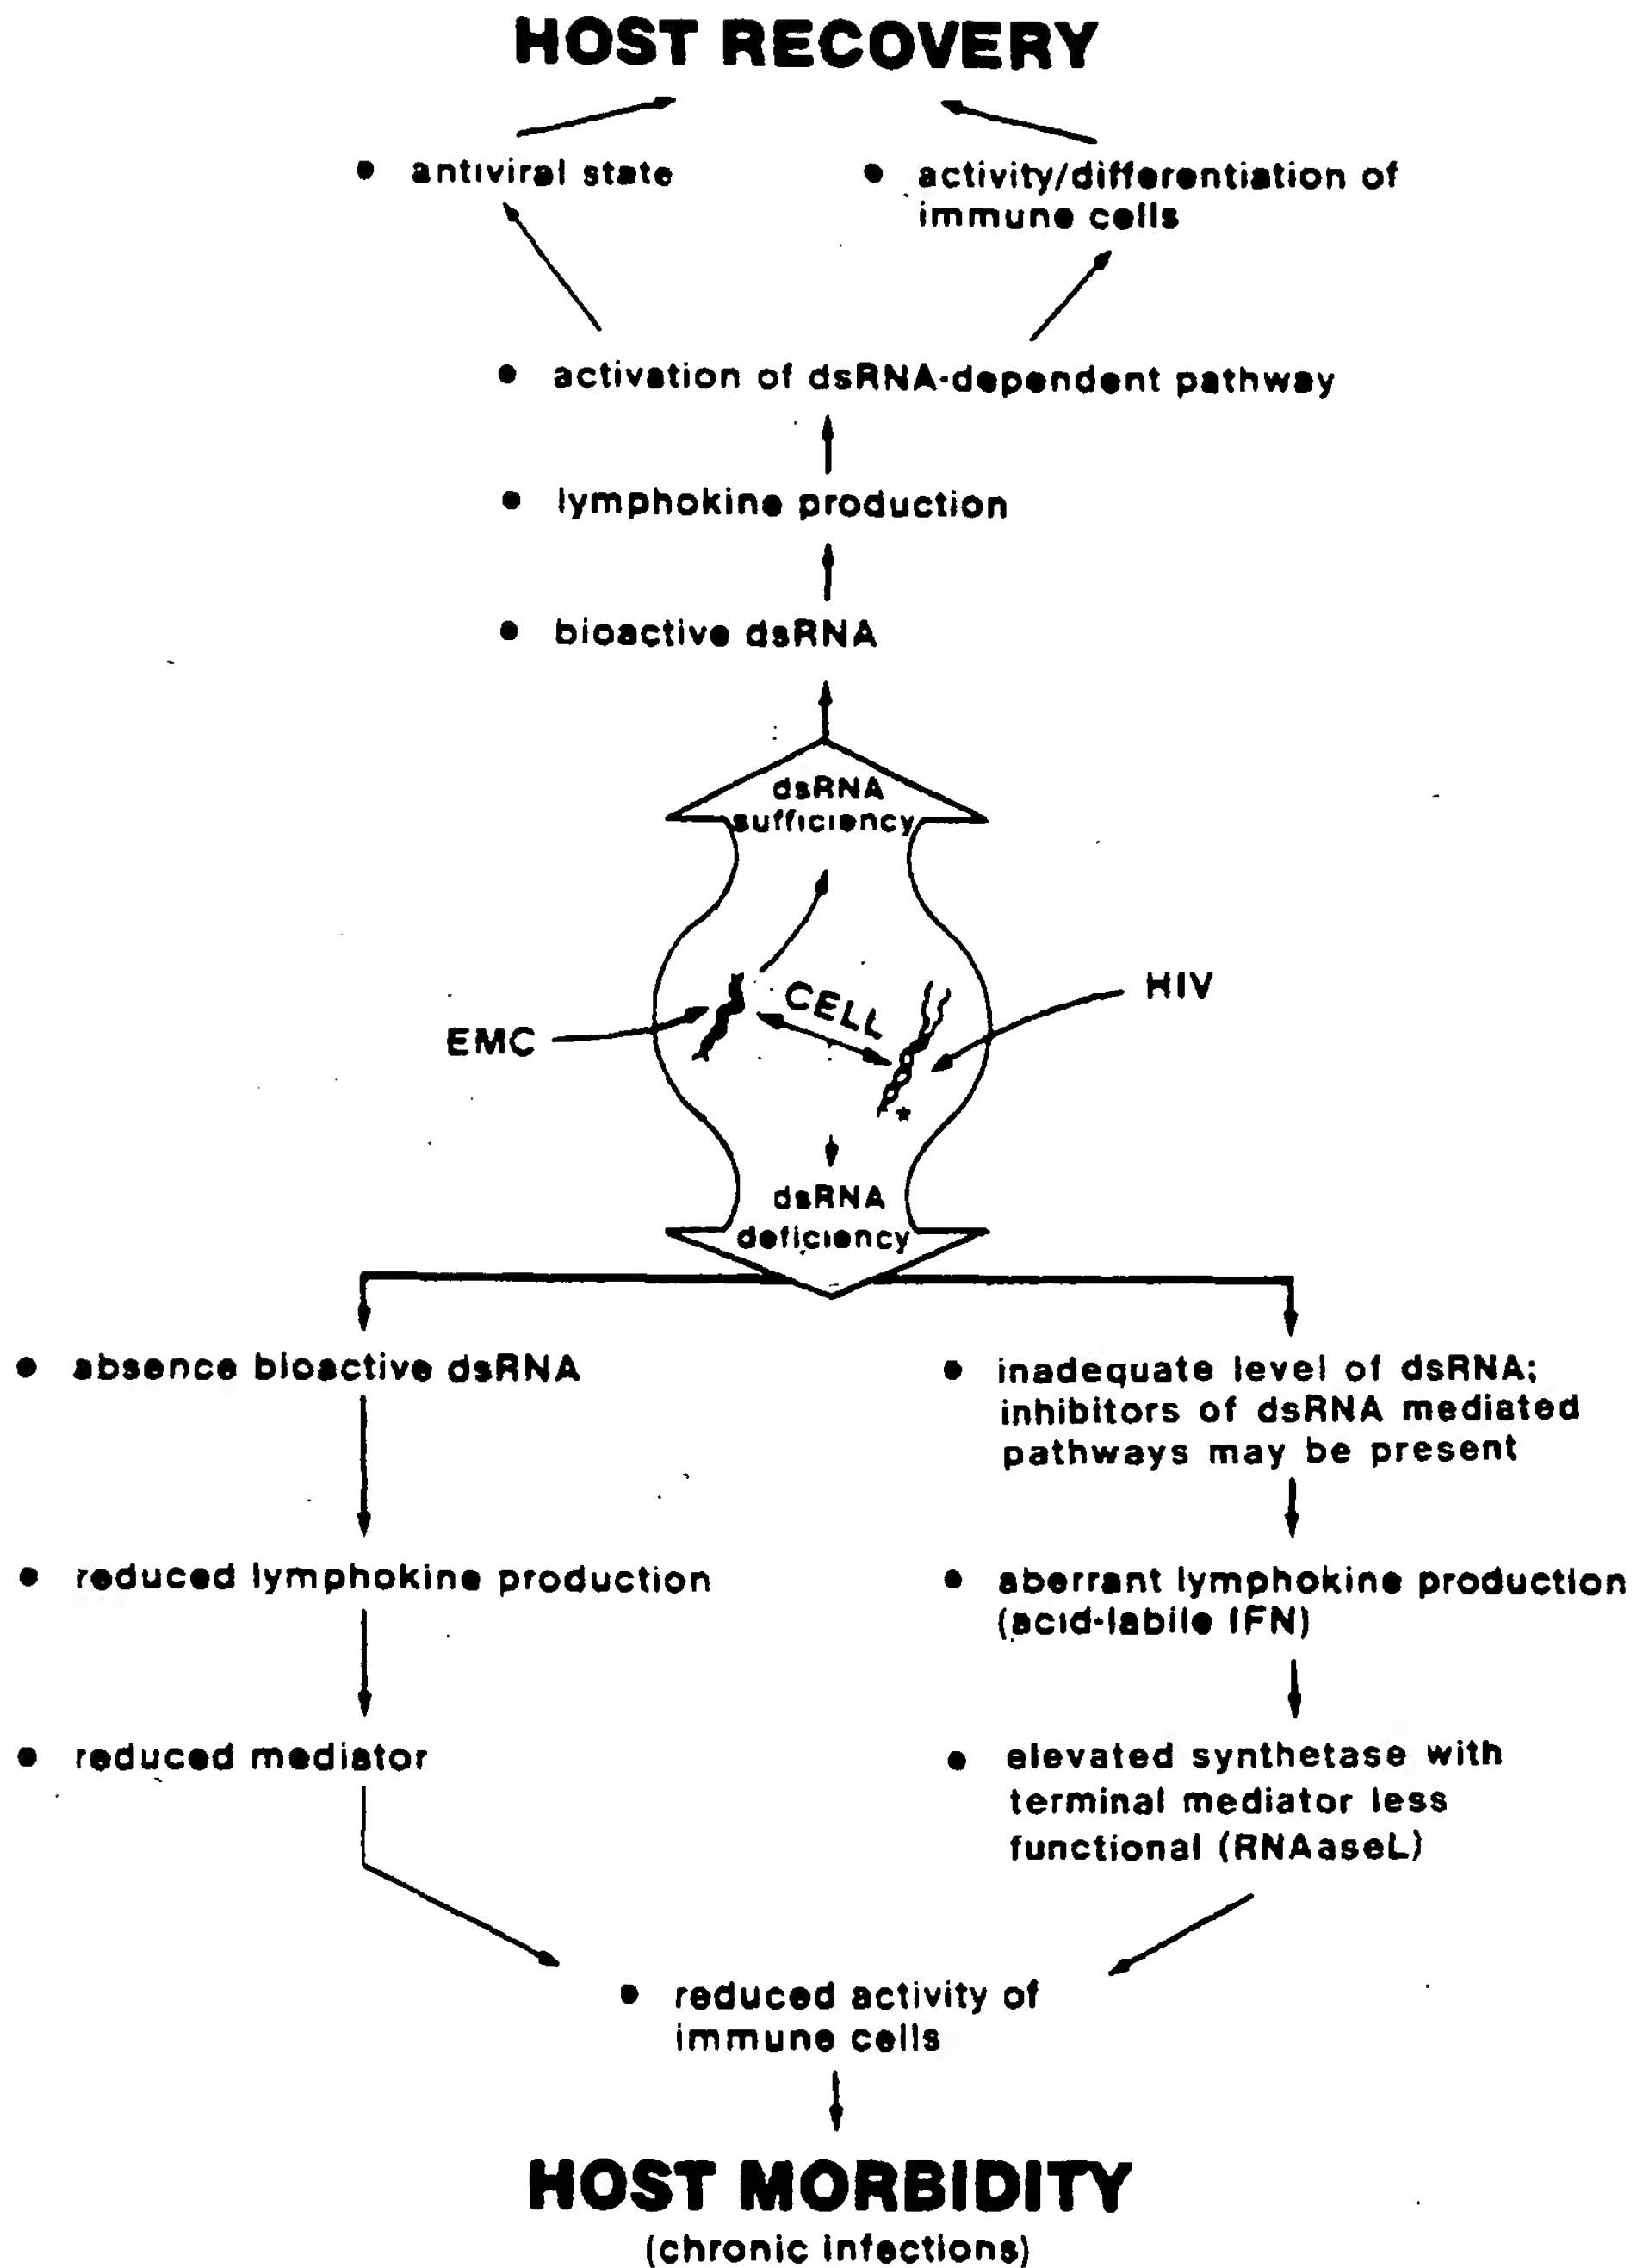 HOST RECOVERY
• antiviral state
• activity/differentiation of
immune cells
• activation of dsRNA-dependent pathway
• lymphokine production
• bioactive dsRNA
dsRNA
sufficiency
HIV
CELL
EMC
*
dsRNA
deficiency
• absence bioactive dsRNA
• inadequate level of dsRNA;
inhibitors of dsRNA mediated
pathways may be present
• reduced lymphokine production
• aberrant lymphokine production
(acid-labile IFN)
• reduced mediator
• elevated synthetase with
terminal mediator less
functional (RNAaseL)
• reduced activity of
immune cells
HOST MORBIDITY
(chronic infections)